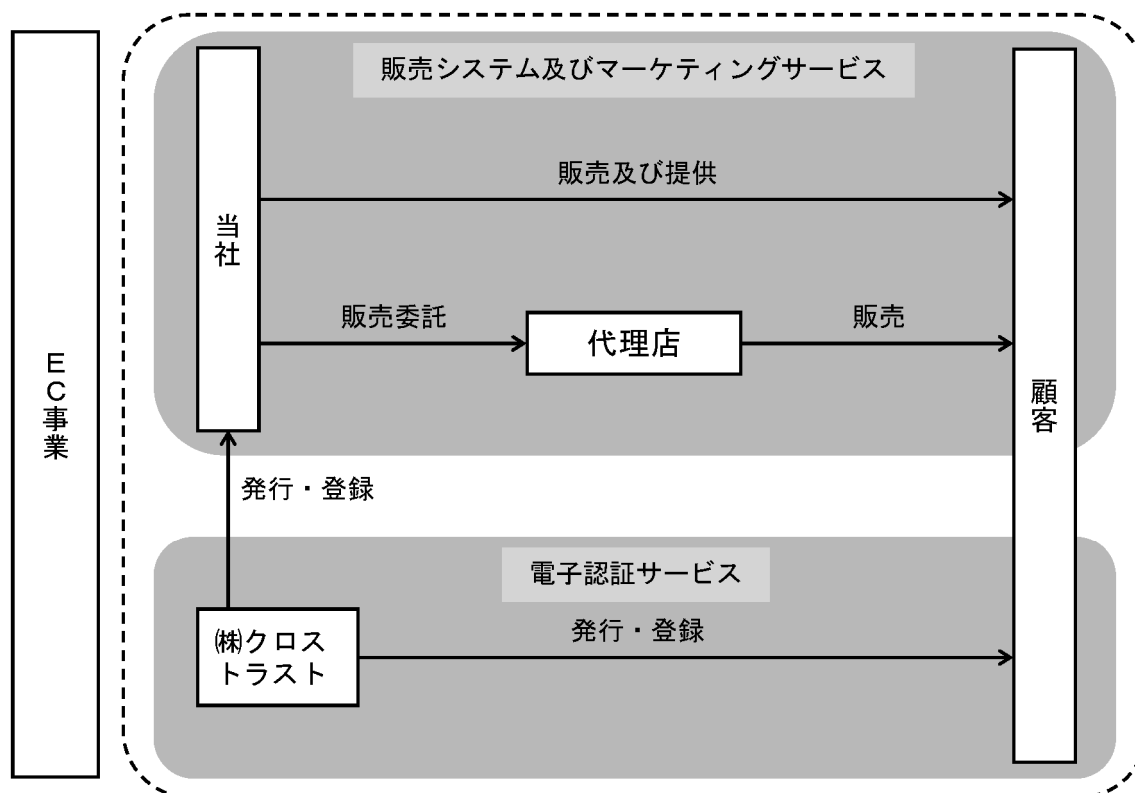 ＥＣ事業
販売システム及びマーケティングサービス
当社
販売及び提供
販売委託
代理店
販売
顧客
発行・登録
電子認証サービス
㈱クロス
トラスト
発行・登録